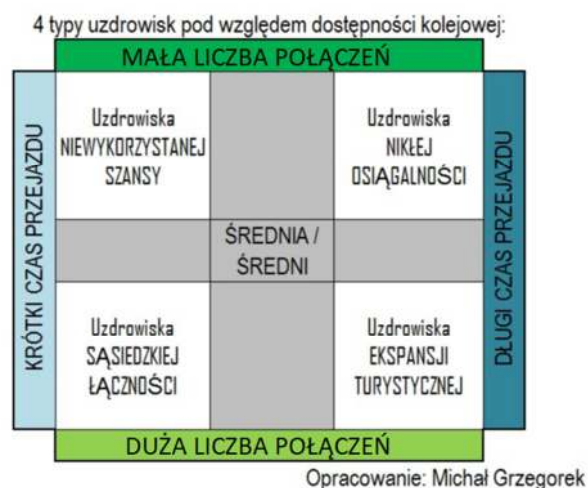 4 typy uzdrowisk pod względem dostępności kolejowej:
MAŁA LICZBA POŁĄCZEŃ
KRÓTKI CZAS PRZEJAZDU
Uzdrowiska
NIEWYKORZYSTANEJ
SZANSY
Uzdrowiska
NIKŁEJ
OSIĄGALNOŚCI
DŁUGI CZAS PRZEJAZDU
ŚREDNIA /
ŚREDNI
Uzdrowiska
SĄSIEDZKIEJ
ŁĄCZNOŚCI
Uzdrowiska
EKSPANSJI
TURYSTYCZNEJ
DUŻA LICZBA POŁĄCZEŃ
Opracowanie: Michał Grzegorek